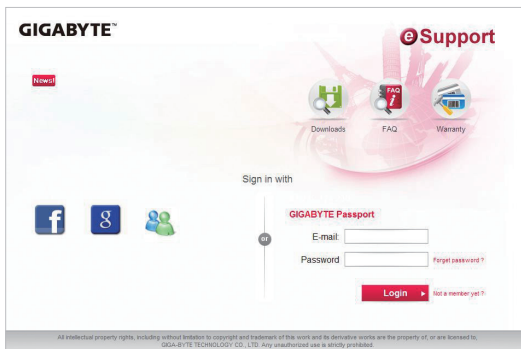 GIGABYTE™
eSupport
News!
FAQ
Downloads
FAQ
Warranty
Sign in with
f
g
or
GIGABYTE Passport
E-mail:
Password
Forget password ?
Login
Not a member yet ?
All intellectual property rights, including without limitation to copyright and trademark of this work and its derivative works are the property of, or are licensed to,
GIGA-BYTE TECHNOLOGY CO., LTD. Any unauthorized use is strictly prohibited.